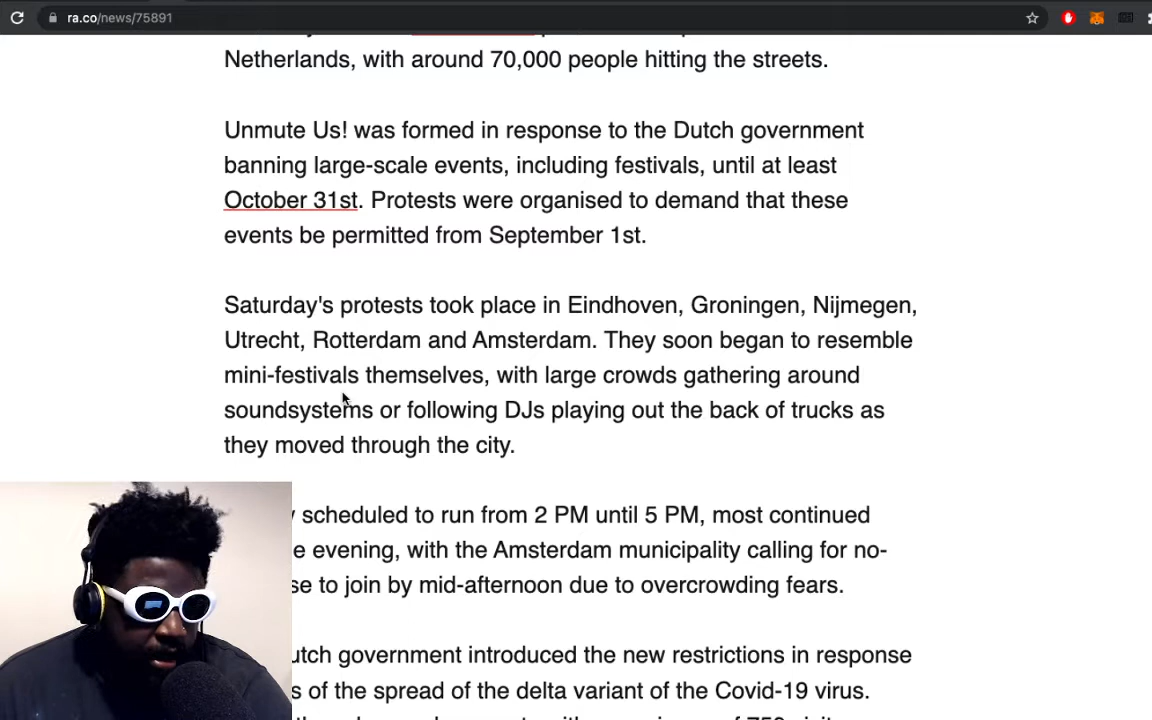 ra.co/news/75891
Netherlands, with around 70,000 people hitting the streets.
Unmute Us! was formed in response to the Dutch government
banning large-scale events, including festivals, until at least
October 31st. Protests were organised to demand that these
events be permitted from September 1st.
Saturday's protests took place in Eindhoven, Groningen, Nijmegen,
Utrecht, Rotterdam and Amsterdam. They soon began to resemble
mini-festivals themselves, with large crowds gathering around
soundsystems or following DJs playing out the back of trucks as
they moved through the city.
scheduled to run from 2 PM until 5 PM, most continued
evening, with the Amsterdam municipality calling for no-
to join by mid-afternoon due to overcrowding fears.
government introduced the new restrictions in response
of the spread of the delta variant of the Covid-19 virus.